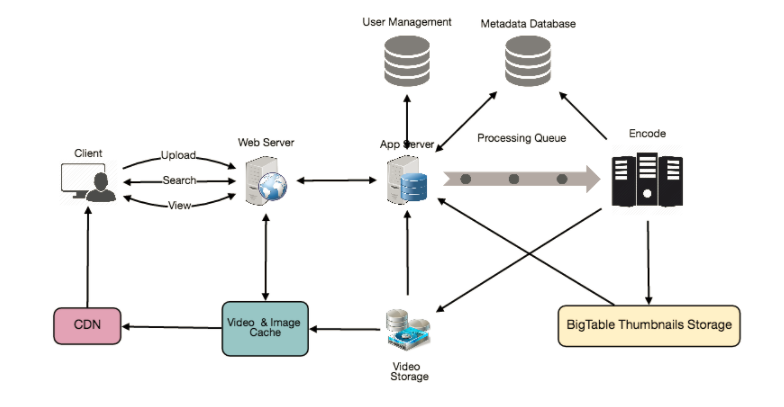 User Management
Metadata Database
Client
Upload
Web Server
App Server
Processing Queue
Encode
Search
View
CDN
Video & Image
Cache
BigTable Thumbnails Storage
Video
Storage